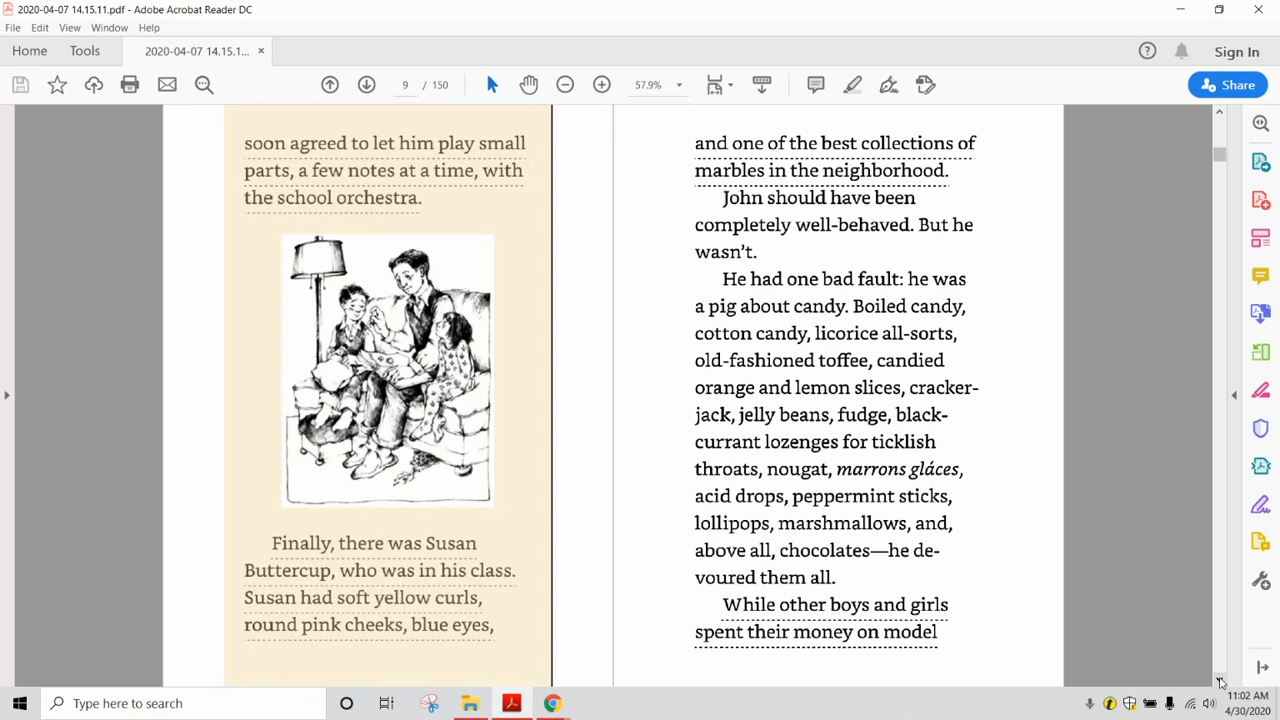 2020-04-07 14.15.11.pdf - Adobe Acrobat Reader DC
File Edit View Window Help
Home Tools 2020-04-07 14.15.1... × Sign In
9 / 150 57.9% Share
soon agreed to let him play small
parts, a few notes at a time, with
the school orchestra.
Finally, there was Susan
Buttercup, who was in his class.
Susan had soft yellow curls,
round pink cheeks, blue eyes,
and one of the best collections of
marbles in the neighborhood.
John should have been
completely well-behaved. But he
wasn't.
He had one bad fault: he was
a pig about candy. Boiled candy,
cotton candy, licorice all-sorts,
old-fashioned toffee, candied
orange and lemon slices, cracker-
jack, jelly beans, fudge, black-
currant lozenges for ticklish
throats, nougat, marrons gláces,
acid drops, peppermint sticks,
lollipops, marshmallows, and,
above all, chocolates—he de-
voured them all.
While other boys and girls
spent their money on model
Type here to search
11:02 AM
4/30/2020